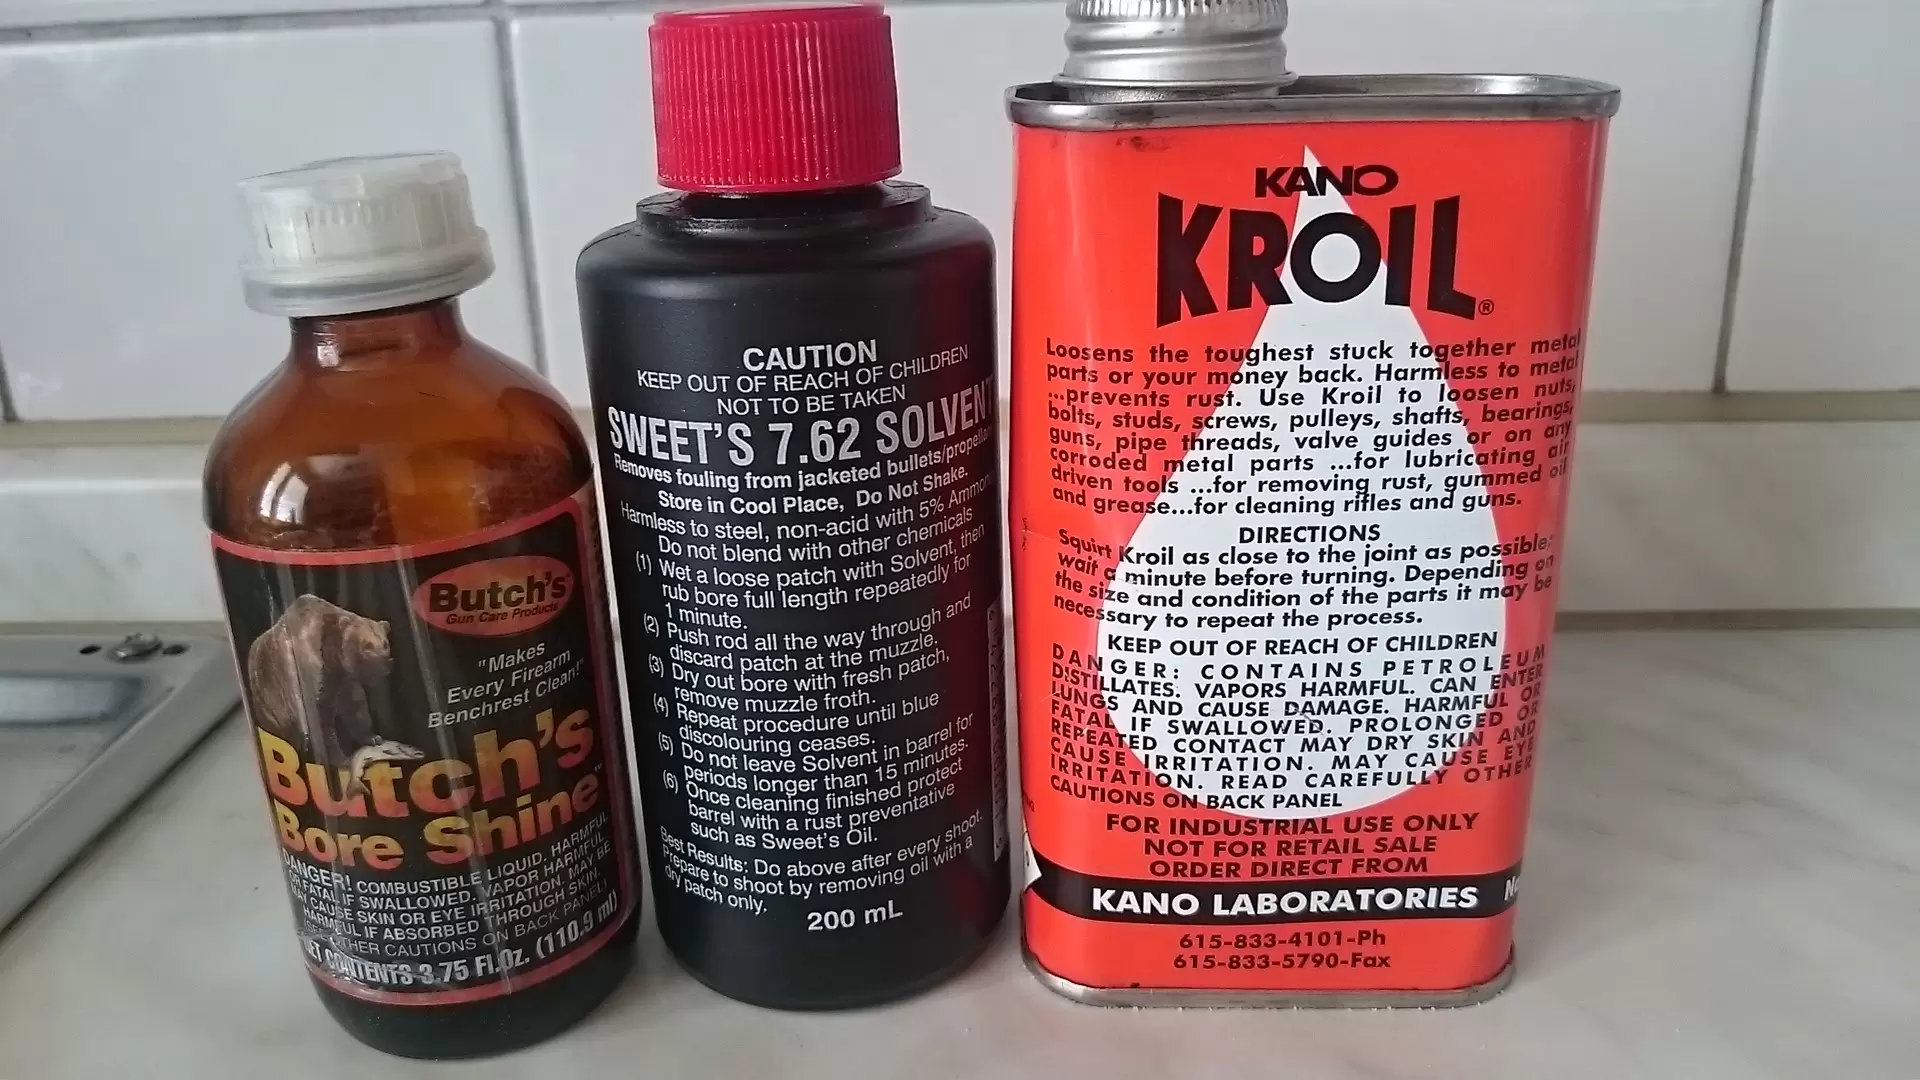 Butch's
Gun Care Products
"Makes
Every Firearm
Benchrest Clean!"
Butch's
Bore Shine™
DANGER! COMBUSTIBLE LIQUID. HARMFUL
OR FATAL IF SWALLOWED. VAPOR HARMFUL.
MAY CAUSE SKIN OR EYE IRRITATION. MAY BE
HARMFUL IF ABSORBED THROUGH SKIN.
OTHER CAUTIONS ON BACK PANEL!
NET CONTENTS 3.75 Fl.Oz. (110.9 ml)
CAUTION
KEEP OUT OF REACH OF CHILDREN
NOT TO BE TAKEN
SWEET'S 7.62 SOLVENT
Removes fouling from jacketed bullets/
Store in Cool Place, Do Not Shake.
Harmless to steel, non-acid with 5%
Do not blend with other chemicals
(1) Wet a loose patch with Solvent, then
rub bore full length repeatedly for
1 minute.
(2) Push rod all the way through and
discard patch at the muzzle.
(3) Dry out bore with fresh patch,
remove muzzle froth.
(4) Repeat procedure until blue
discolouring ceases.
(5) Do not leave Solvent in barrel for
periods longer than 15 minutes.
(6) Once cleaning finished protect
barrel with a rust preventative
such as Sweet's Oil.
Best Results: Do above after every shoot.
Prepare to shoot by removing oil with a
dry patch only.
200 mL
KANO
KROIL®
Loosens the toughest stuck together metal
parts or your money back. Harmless to metal
...prevents rust. Use Kroil to loosen nuts,
bolts, studs, screws, pulleys, shafts, bearings,
guns, pipe threads, valve guides or on any
corroded metal parts ...for lubricating air
driven tools ...for removing rust, gummed oil
and grease...for cleaning rifles and guns.
DIRECTIONS
Squirt Kroil as close to the joint as possible;
wait a minute before turning. Depending on
the size and condition of the parts it may be
necessary to repeat the process.
KEEP OUT OF REACH OF CHILDREN
DANGER: CONTAINS PETROLEUM
DISTILLATES. VAPORS HARMFUL. CAN ENTER
LUNGS AND CAUSE DAMAGE. HARMFUL OR
FATAL IF SWALLOWED. PROLONGED OR
REPEATED CONTACT MAY DRY SKIN AND
CAUSE IRRITATION. MAY CAUSE EYE
IRRITATION. READ CAREFULLY OTHER
CAUTIONS ON BACK PANEL
FOR INDUSTRIAL USE ONLY
NOT FOR RETAIL SALE
ORDER DIRECT FROM
KANO LABORATORIES
615-833-4101-Ph
615-833-5790-Fax